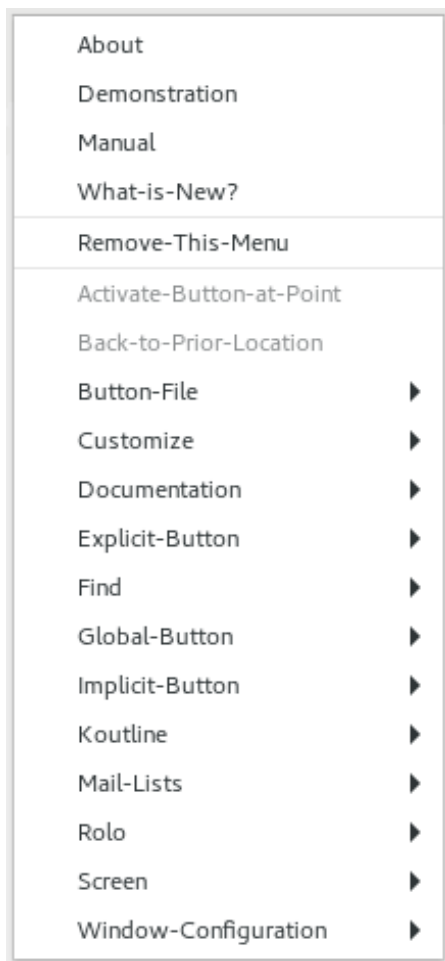 About
Demonstration
Manual
What-is-New?
Remove-This-Menu
Activate-Button-at-Point
Back-to-Prior-Location
Button-File
Customize
Documentation
Explicit-Button
Find
Global-Button
Implicit-Button
Koutline
Mail-Lists
Rolo
Screen
Window-Configuration